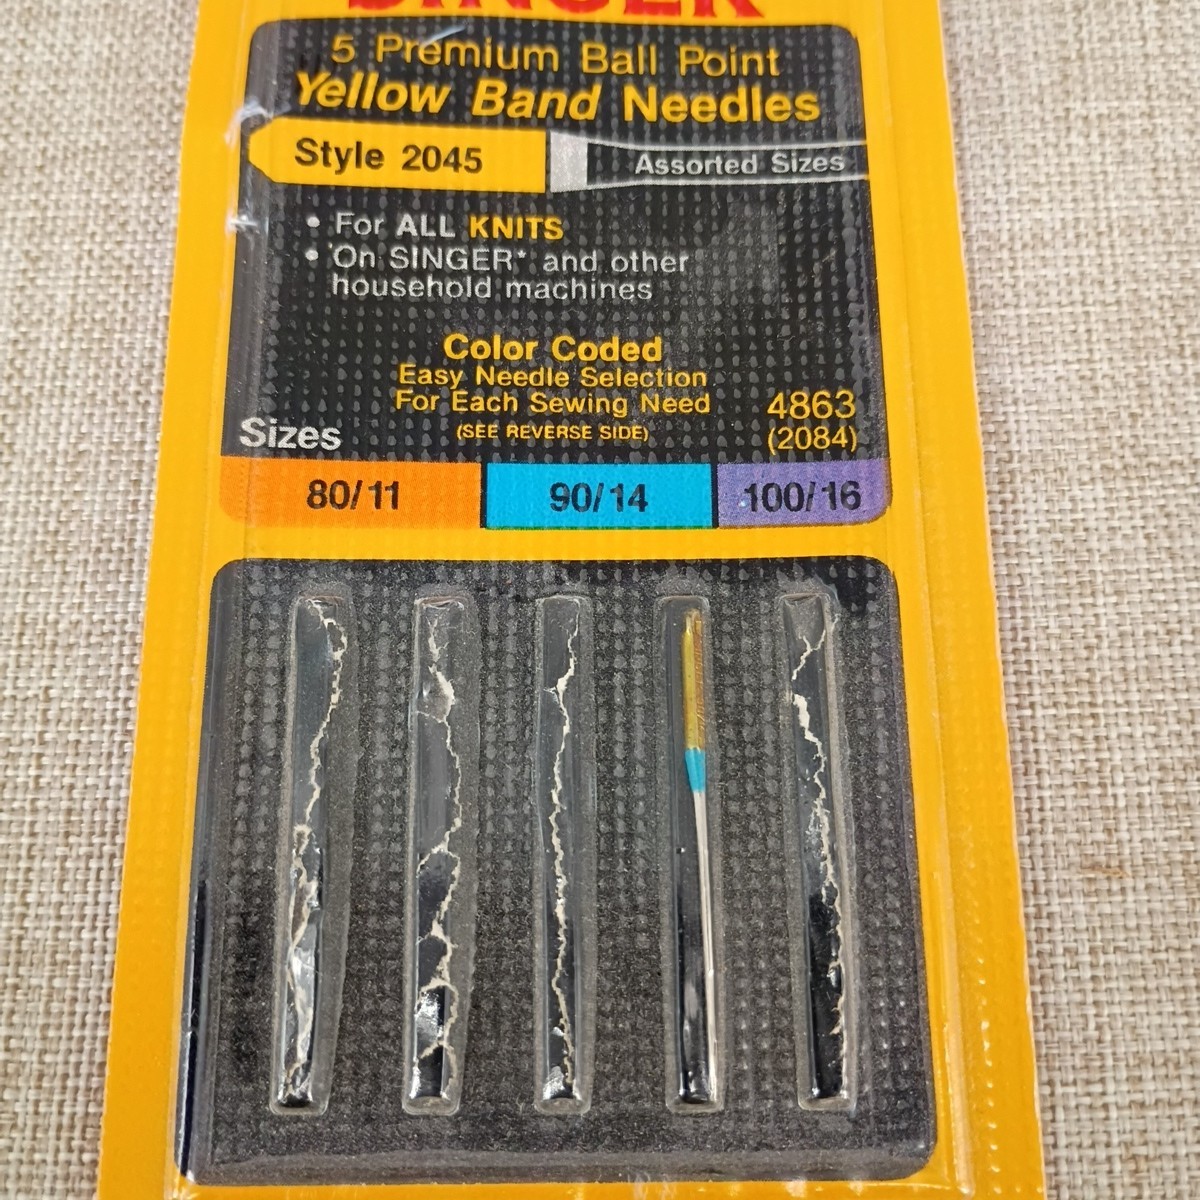 SINGER
5 Premium Ball Point
Yellow Band Needles
Style 2045
Assorted Sizes
• For ALL KNITS
• On SINGER* and other
household machines
Color Coded
Easy Needle Selection
For Each Sewing Need
(SEE REVERSE SIDE)
4863
(2084)
Sizes
80/11
90/14
100/16